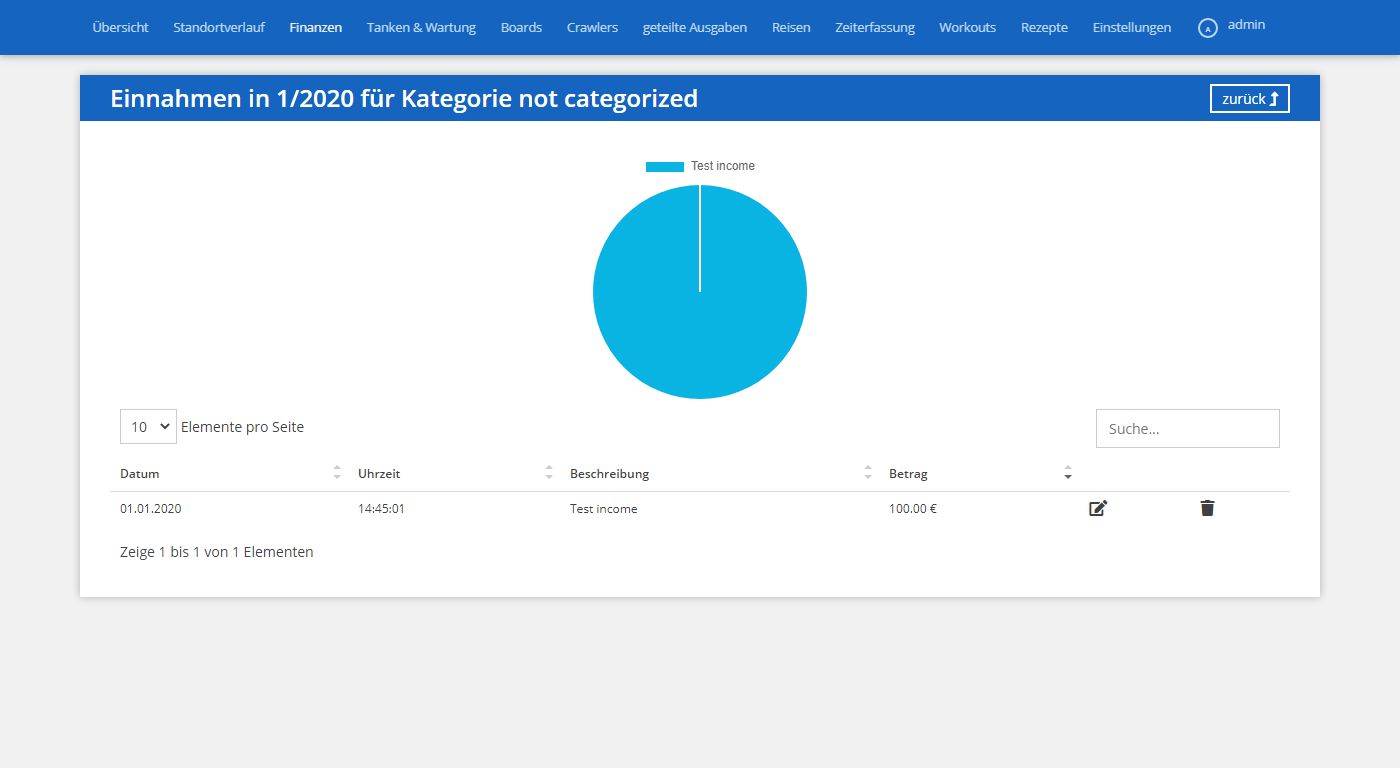 Übersicht Standortverlauf Finanzen Tanken & Wartung Boards Crawlers geteilte Ausgaben Reisen Zeiterfassung Workouts Rezepte Einstellungen A admin
Einnahmen in 1/2020 für Kategorie not categorized zurück
Test income
10 Elemente pro Seite Suche...
Datum Uhrzeit Beschreibung Betrag
01.01.2020 14:45:01 Test income 100.00 €
Zeige 1 bis 1 von 1 Elementen